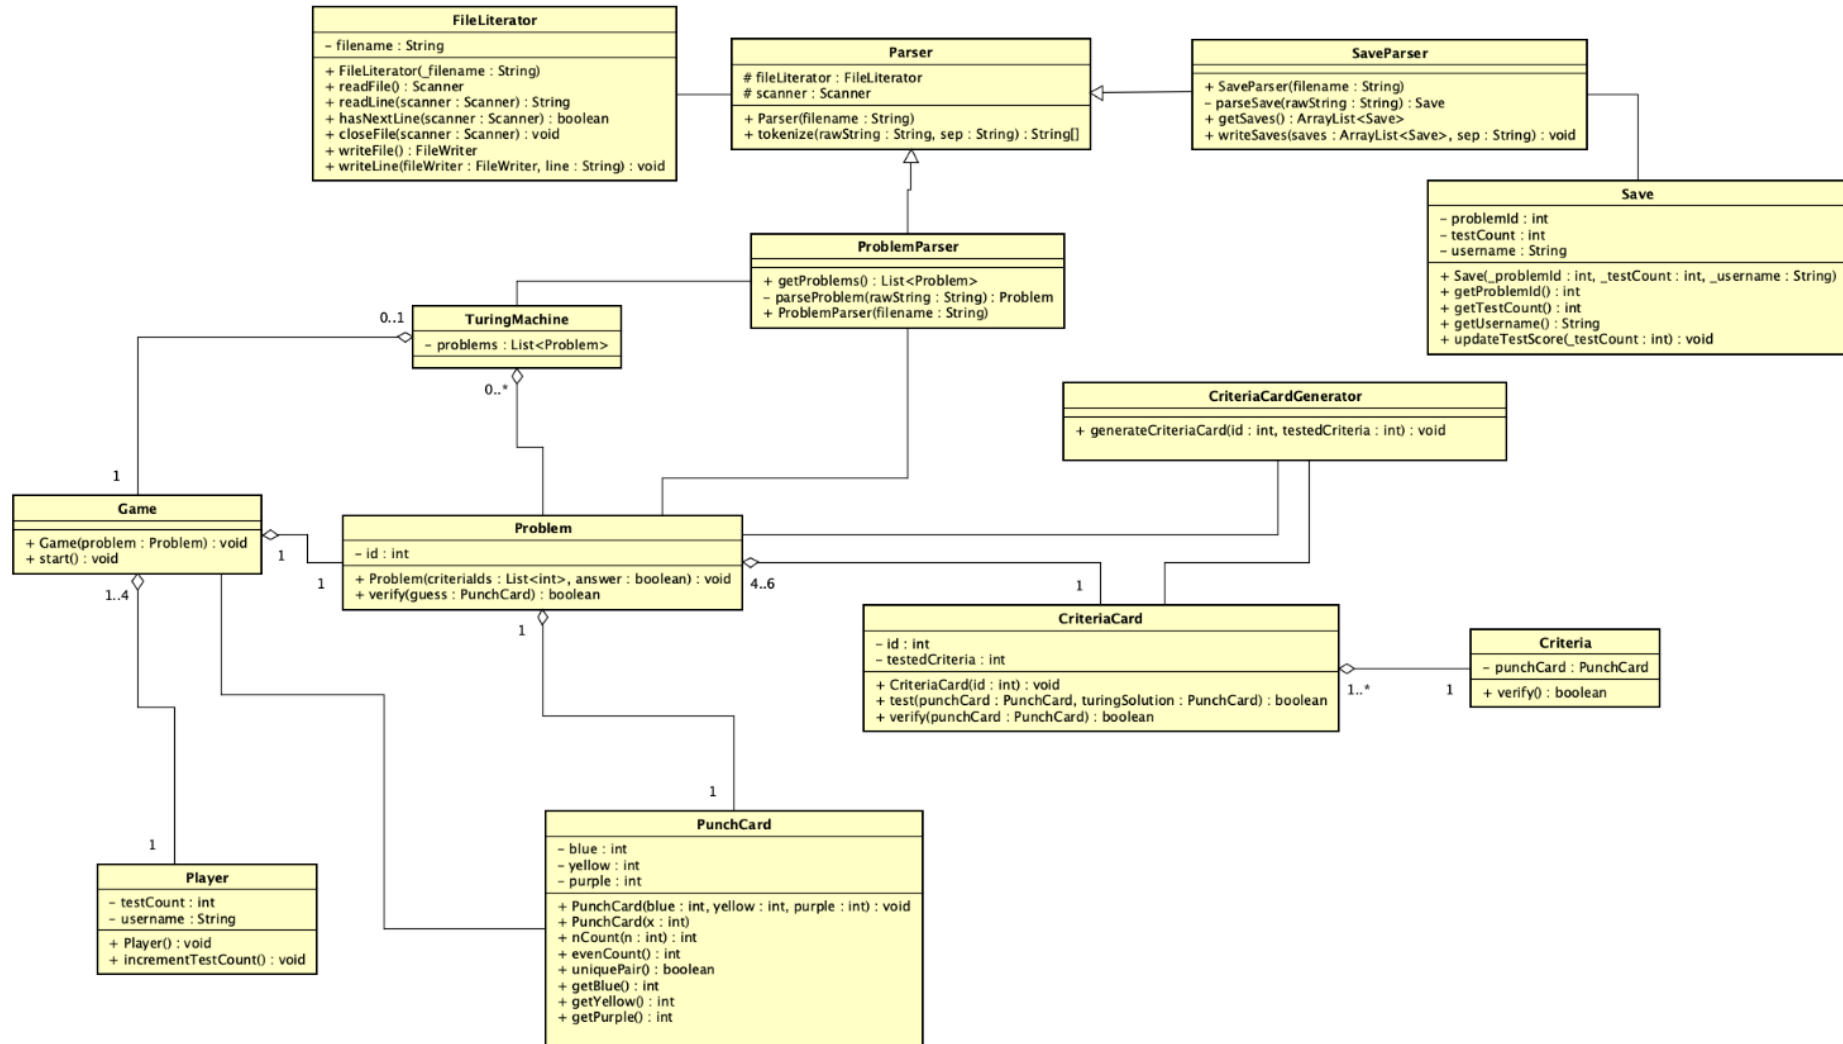 FileLiterator
- filename : String
+ FileLiterator(_filename : String)
+ readFile() : Scanner
+ readLine(scanner : Scanner) : String
+ hasNextLine(scanner : Scanner) : boolean
+ closeFile(scanner : Scanner) : void
+ writeFile() : FileWriter
+ writeLine(fileWriter : FileWriter, line : String) : void
Parser
# fileLiterator : FileLiterator
# scanner : Scanner
+ Parser(filename : String)
+ tokenize(rawString : String, sep : String) : String[]
SaveParser
+ SaveParser(filename : String)
- parseSave(rawString : String) : Save
+ getSaves() : ArrayList<Save>
+ writeSaves(saves : ArrayList<Save>, sep : String) : void
Save
- problemId : int
- testCount : int
- username : String
+ Save(_problemId : int, _testCount : int, _username : String)
+ getProblemId() : int
+ getTestCount() : int
+ getUsername() : String
+ updateTestScore(_testCount : int) : void
ProblemParser
+ getProblems() : List<Problem>
- parseProblem(rawString : String) : Problem
+ ProblemParser(filename : String)
0..1
TuringMachine
- problems : List<Problem>
0..*
CriteriaCardGenerator
+ generateCriteriaCard(id : int, testedCriteria : int) : void
1
Game
+ Game(problem : Problem) : void
+ start() : void
1
1
1..4
Problem
- id : int
+ Problem(criteriaIds : List<int>, answer : boolean) : void
+ verify(guess : PunchCard) : boolean
4..6
1
1
CriteriaCard
- id : int
- testedCriteria : int
+ CriteriaCard(id : int) : void
+ test(punchCard : PunchCard, turingSolution : PunchCard) : boolean
+ verify(punchCard : PunchCard) : boolean
1..*
1
Criteria
- punchCard : PunchCard
+ verify() : boolean
1
PunchCard
- blue : int
- yellow : int
- purple : int
+ PunchCard(blue : int, yellow : int, purple : int) : void
+ PunchCard(x : int)
+ nCount(n : int) : int
+ evenCount() : int
+ uniquePair() : boolean
+ getBlue() : int
+ getYellow() : int
+ getPurple() : int
1
Player
- testCount : int
- username : String
+ Player() : void
+ incrementTestCount() : void